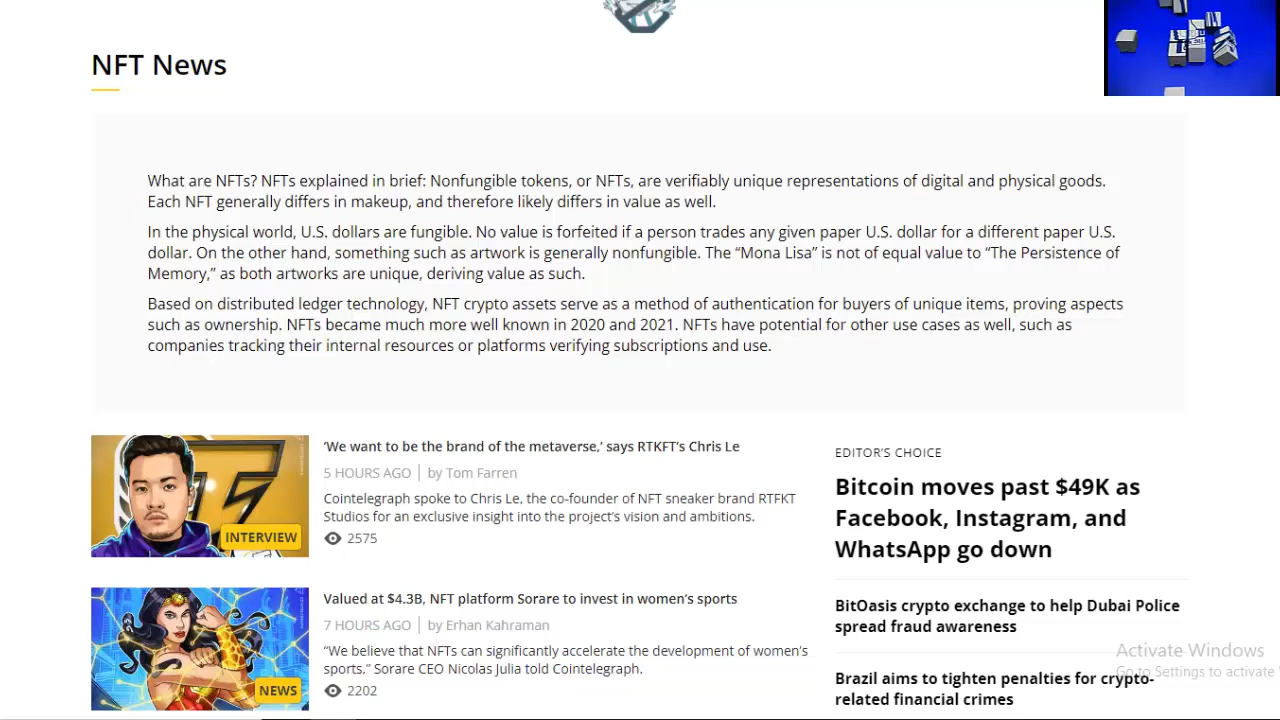 NFT News
What are NFTs? NFTs explained in brief: Nonfungible tokens, or NFTs, are verifiably unique representations of digital and physical goods.
Each NFT generally differs in makeup, and therefore likely differs in value as well.
In the physical world, U.S. dollars are fungible. No value is forfeited if a person trades any given paper U.S. dollar for a different paper U.S.
dollar. On the other hand, something such as artwork is generally nonfungible. The “Mona Lisa” is not of equal value to “The Persistence of
Memory,” as both artworks are unique, deriving value as such.
Based on distributed ledger technology, NFT crypto assets serve as a method of authentication for buyers of unique items, proving aspects
such as ownership. NFTs became much more well known in 2020 and 2021. NFTs have potential for other use cases as well, such as
companies tracking their internal resources or platforms verifying subscriptions and use.
‘We want to be the brand of the metaverse,’ says RTKFT’s Chris Le
5 HOURS AGO | by Tom Farren
Cointelegraph spoke to Chris Le, the co-founder of NFT sneaker brand RTFKT
Studios for an exclusive insight into the project’s vision and ambitions.
INTERVIEW
2575
Valued at $4.3B, NFT platform Sorare to invest in women’s sports
7 HOURS AGO | by Erhan Kahraman
“We believe that NFTs can significantly accelerate the development of women’s
sports,” Sorare CEO Nicolas Julia told Cointelegraph.
NEWS
2202
EDITOR’S CHOICE
Bitcoin moves past $49K as
Facebook, Instagram, and
WhatsApp go down
BitOasis crypto exchange to help Dubai Police
spread fraud awareness
Brazil aims to tighten penalties for crypto-
related financial crimes
Activate Windows
Go to Settings to activate